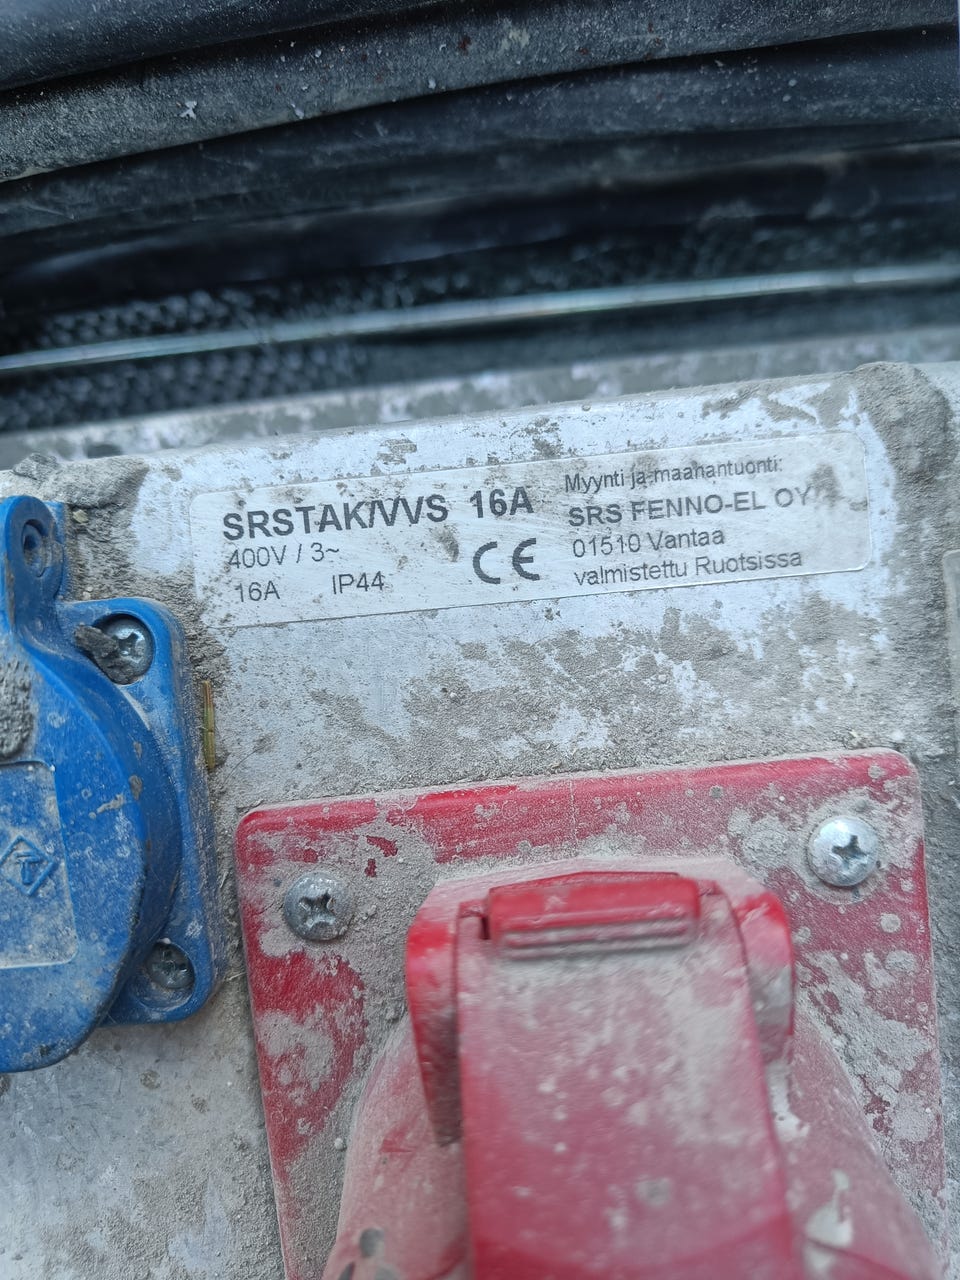 SRSTAK/VVS 16A
400V / 3~
16A IP44
CE
Myynti ja maahantuonti:
SRS FENNO-EL OY
01510 Vantaa
valmistettu Ruotsissa